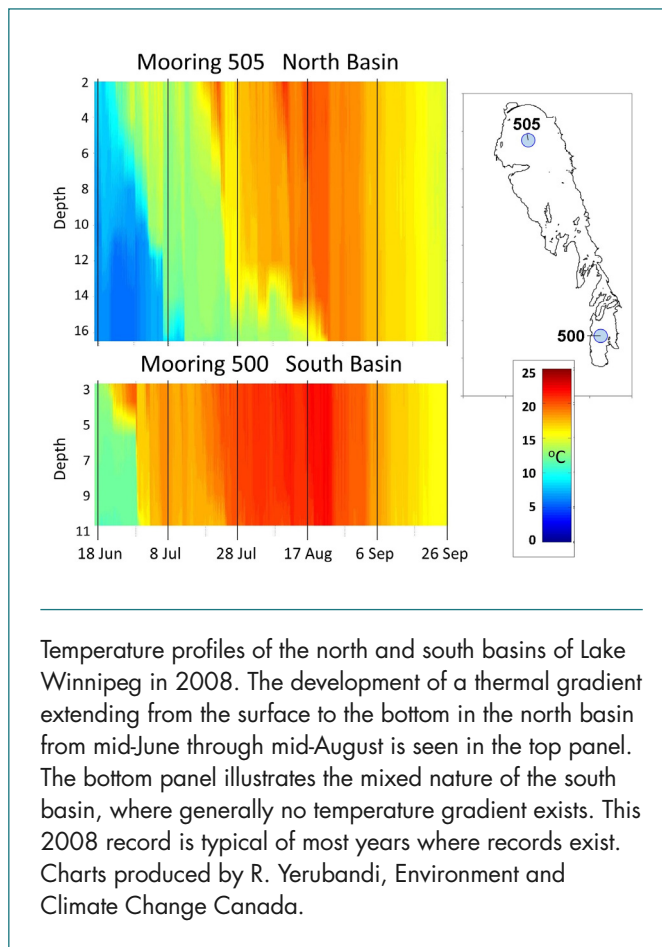 Mooring 505   North Basin
2
4
6
8
10
12
14
16
Depth
505
500
Mooring 500   South Basin
3
5
7
9
11
Depth
18 Jun
8 Jul
28 Jul
17 Aug
6 Sep
26 Sep
25
20
15
10
5
0
°C
Temperature profiles of the north and south basins of Lake
Winnipeg in 2008. The development of a thermal gradient
extending from the surface to the bottom in the north basin
from mid-June through mid-August is seen in the top panel.
The bottom panel illustrates the mixed nature of the south
basin, where generally no temperature gradient exists. This
2008 record is typical of most years where records exist.
Charts produced by R. Yerubandi, Environment and
Climate Change Canada.